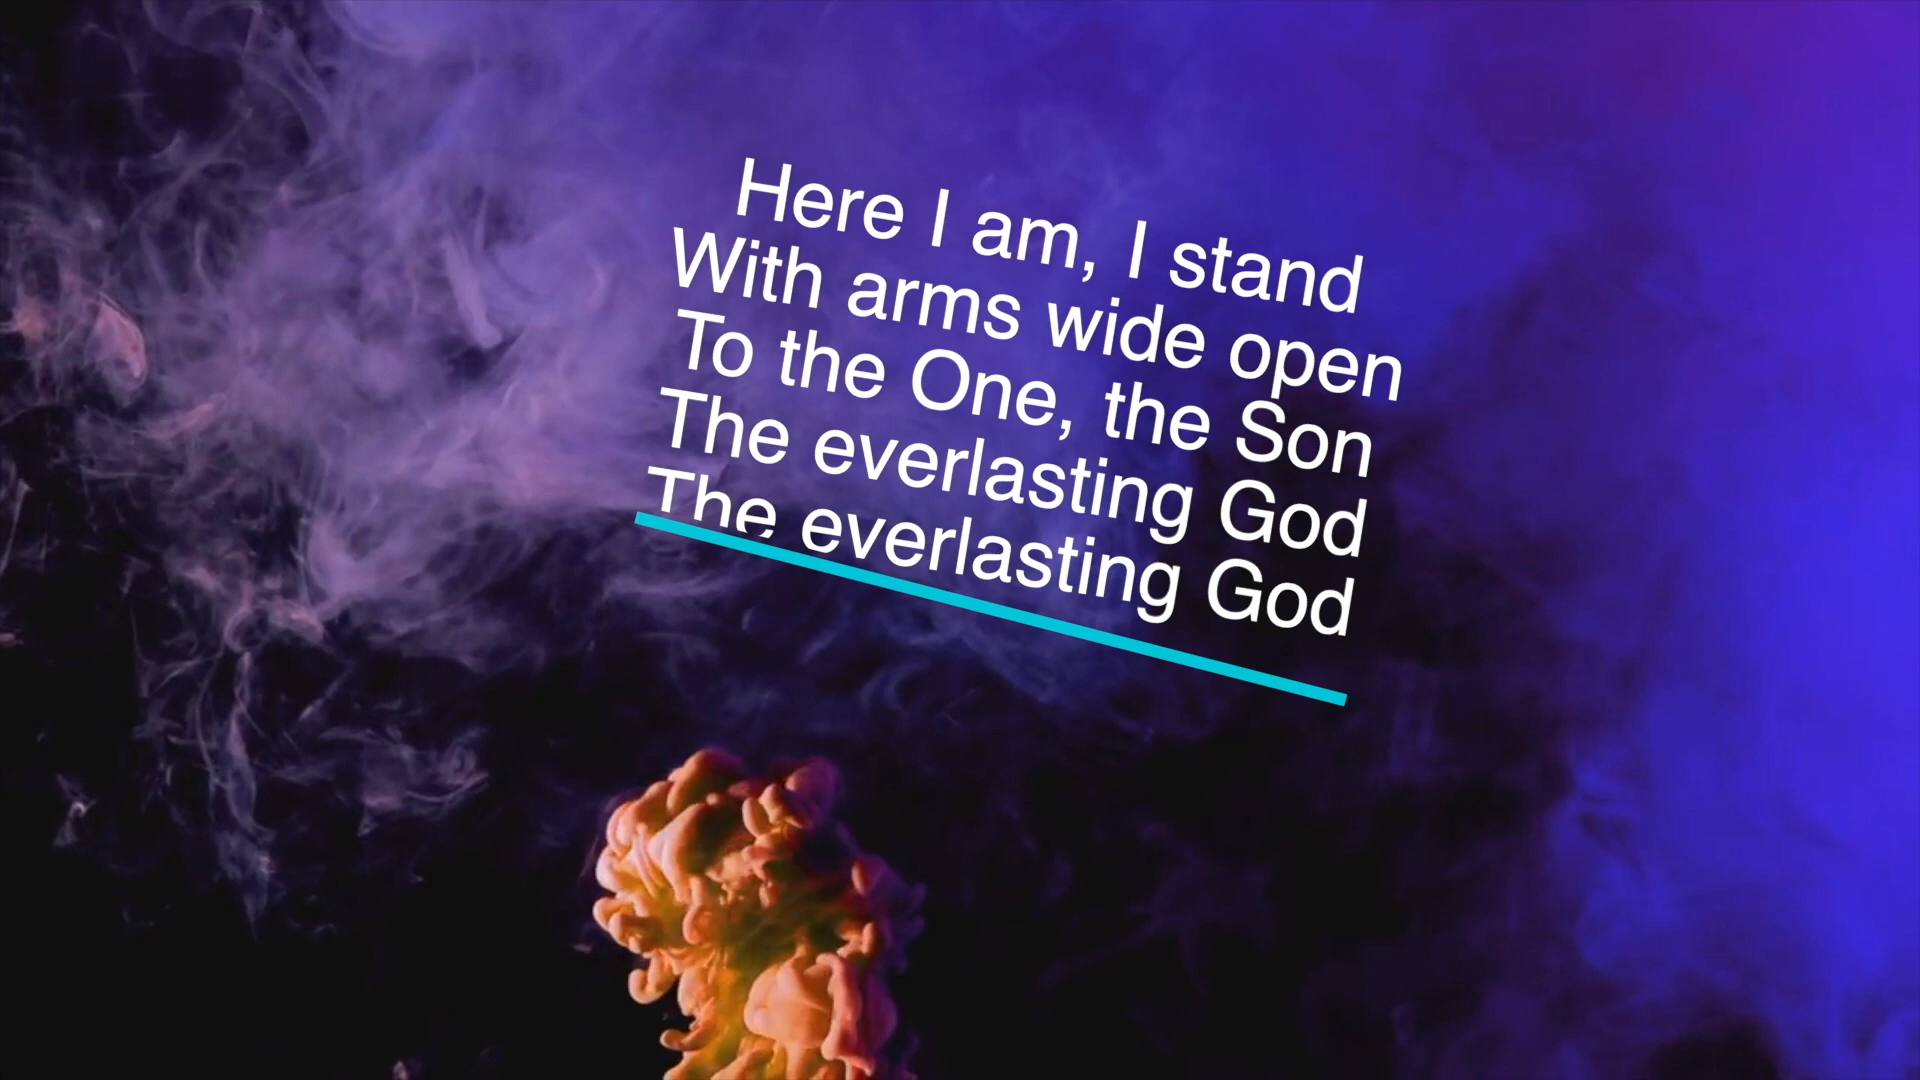 Here I am, I stand
With arms wide open
To the One, the Son
The everlasting God
The everlasting God